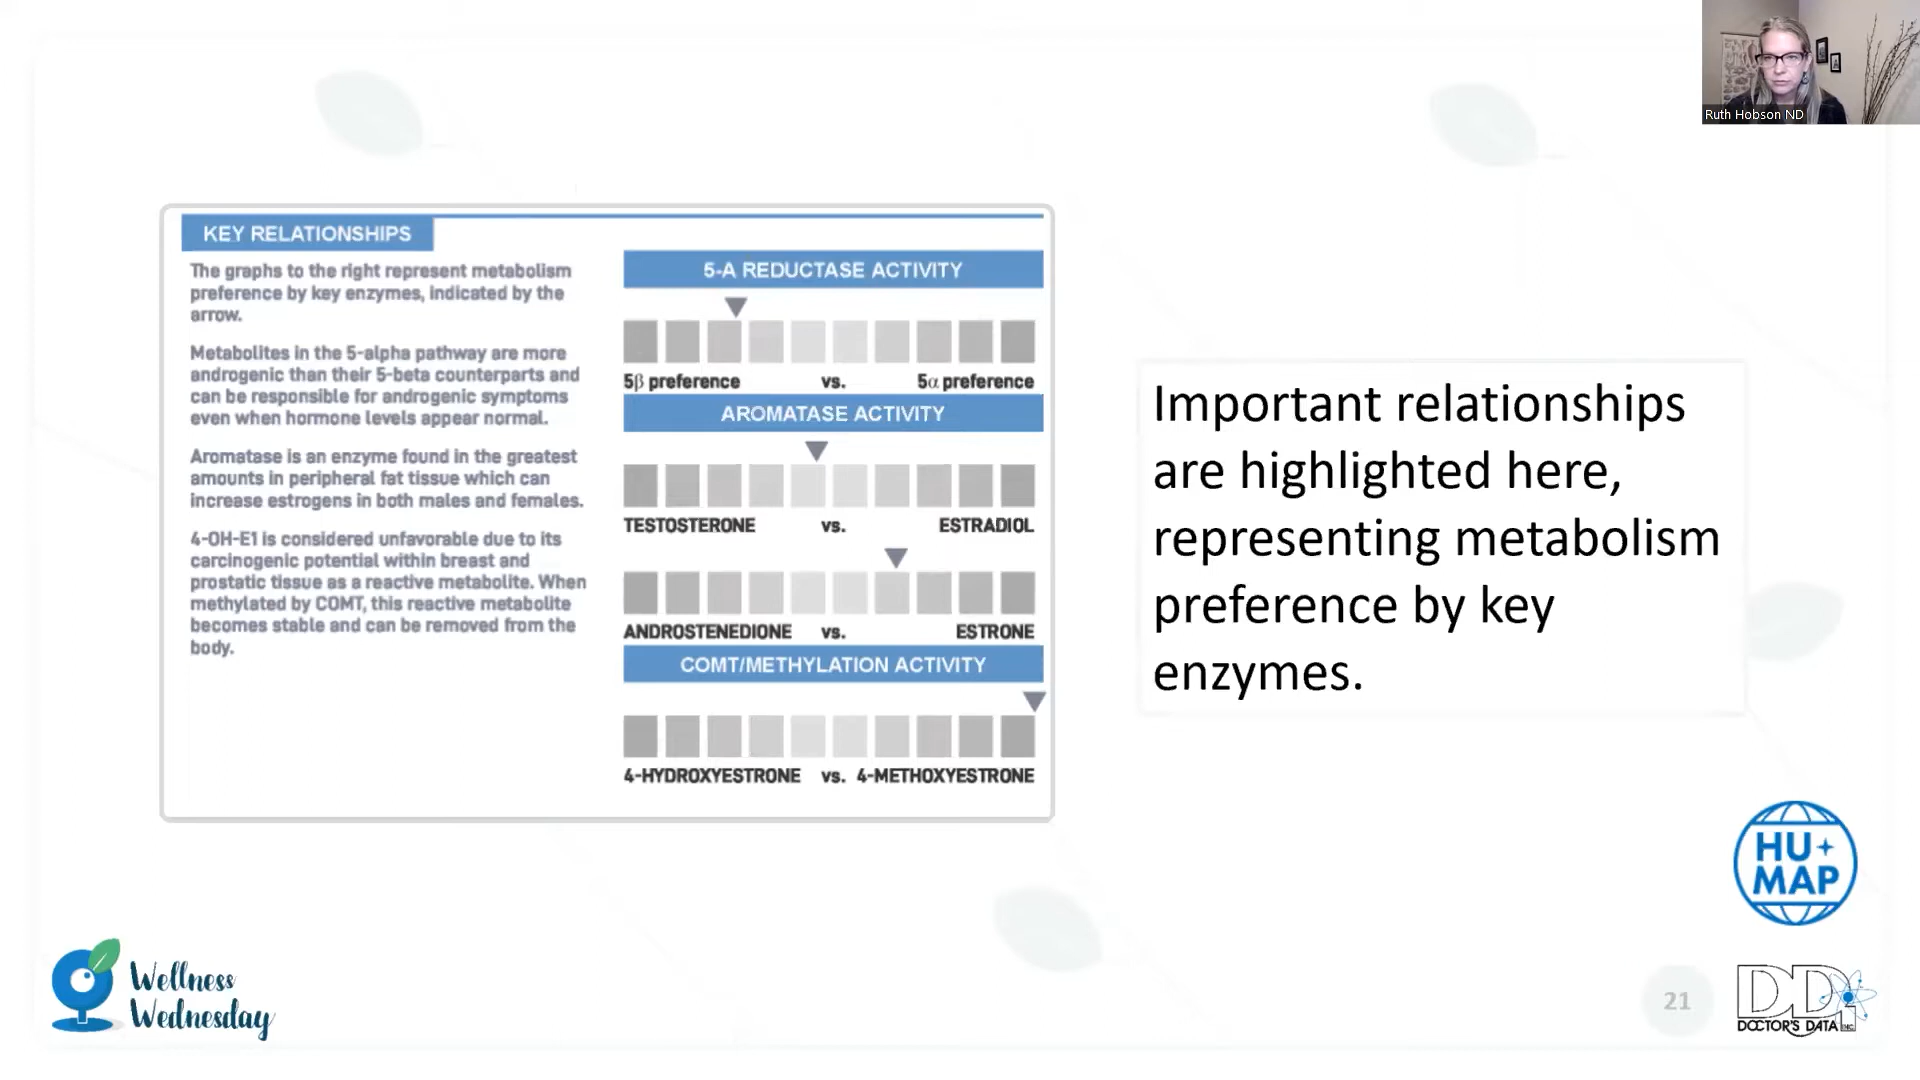 Ruth Hobson ND
KEY RELATIONSHIPS
The graphs to the right represent metabolism
preference by key enzymes, indicated by the
arrow.
Metabolites in the 5-alpha pathway are more
androgenic than their 5-beta counterparts and
can be responsible for androgenic symptoms
even when hormone levels appear normal.
Aromatase is an enzyme found in the greatest
amounts in peripheral fat tissue which can
increase estrogens in both males and females.
4-OH-E1 is considered unfavorable due to its
carcinogenic potential within breast and
prostatic tissue as a reactive metabolite. When
methylated by COMT, this reactive metabolite
becomes stable and can be removed from the
body.
5-A REDUCTASE ACTIVITY
5β preference vs. 5α preference
AROMATASE ACTIVITY
TESTOSTERONE vs. ESTRADIOL
ANDROSTENEDIONE vs. ESTRONE
COMT/METHYLATION ACTIVITY
4-HYDROXYESTRONE vs. 4-METHOXYESTRONE
Important relationships
are highlighted here,
representing metabolism
preference by key
enzymes.
HU+
MAP
Wellness
Wednesday
21
DD
DOCTOR'S DATA INC.